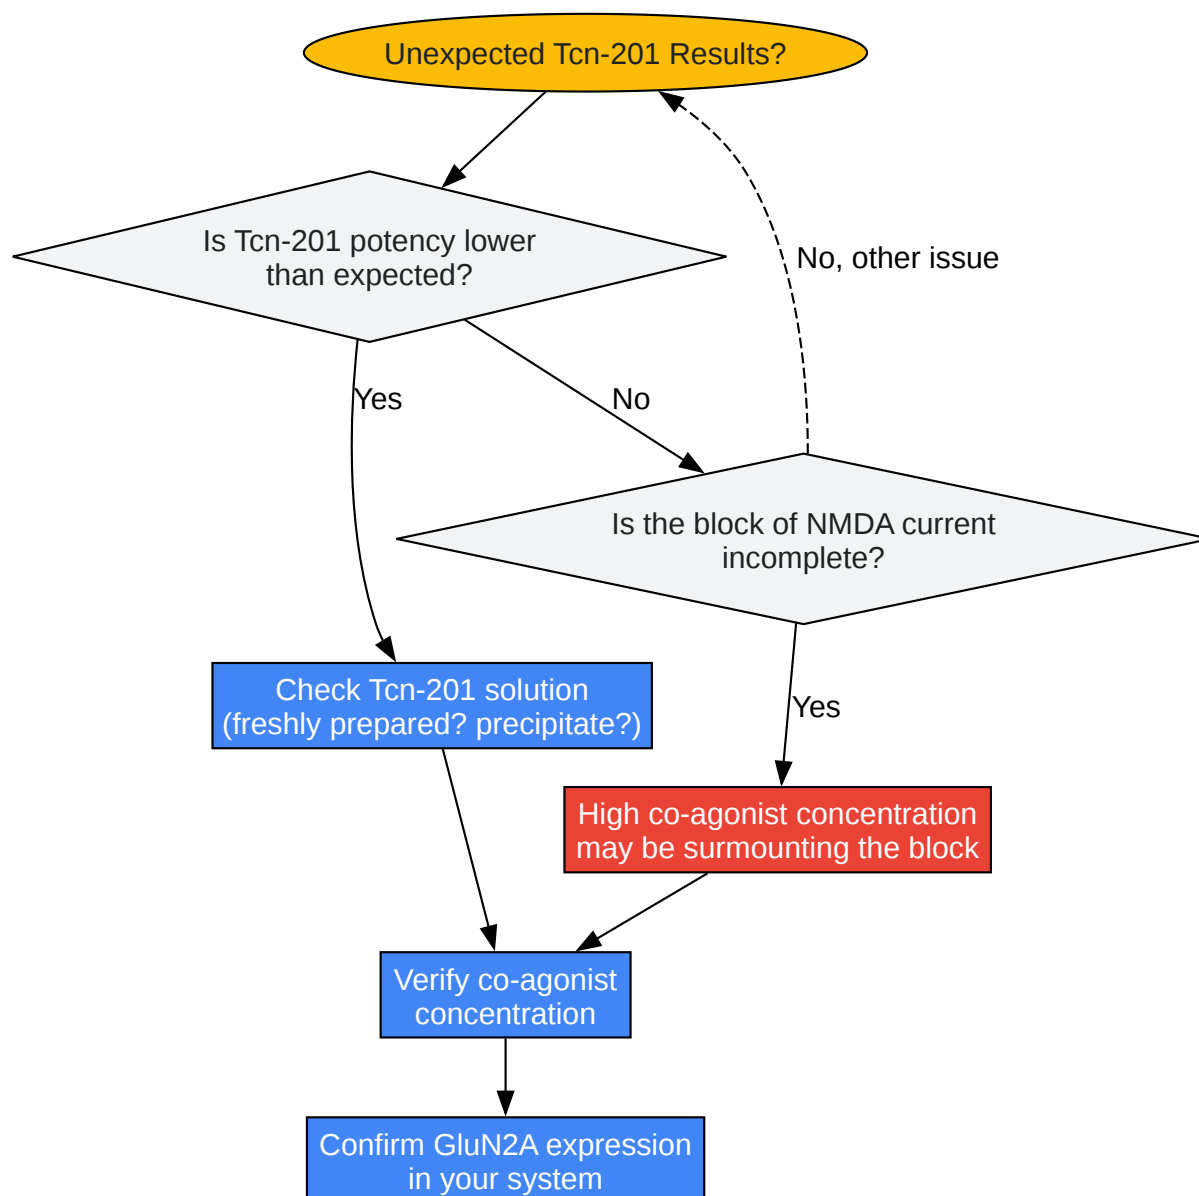 Unexpected Tcn-201 Results?
Is Tcn-201 potency lower
than expected?
No, other issue
Yes
No
Is the block of NMDA current
incomplete?
Check Tcn-201 solution
(freshly prepared? precipitate?)
Yes
High co-agonist concentration
may be surmounting the block
Verify co-agonist
concentration
Confirm GluN2A expression
in your system